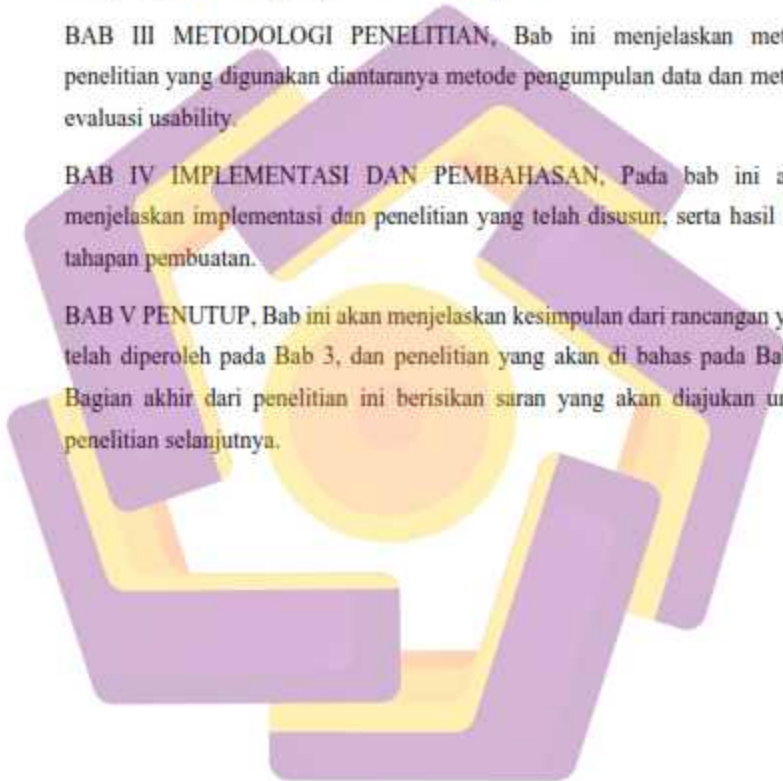 BAB III METODOLOGI PENELITIAN, Bab ini menjelaskan met
penelitian yang digunakan diantaranya metode pengumpulan data dan met
evaluasi usability.
BAB IV IMPLEMENTASI DAN PEMBAHASAN, Pada bab ini a
menjelaskan implementasi dan penelitian yang telah disusun, serta hasil
tahapan pembuatan.
BAB V PENUTUP, Bab ini akan menjelaskan kesimpulan dari rancangan y
telah diperoleh pada Bab 3, dan penelitian yang akan di bahas pada Ba
Bagian akhir dari penelitian ini berisikan saran yang akan diajukan un
penelitian selanjutnya.